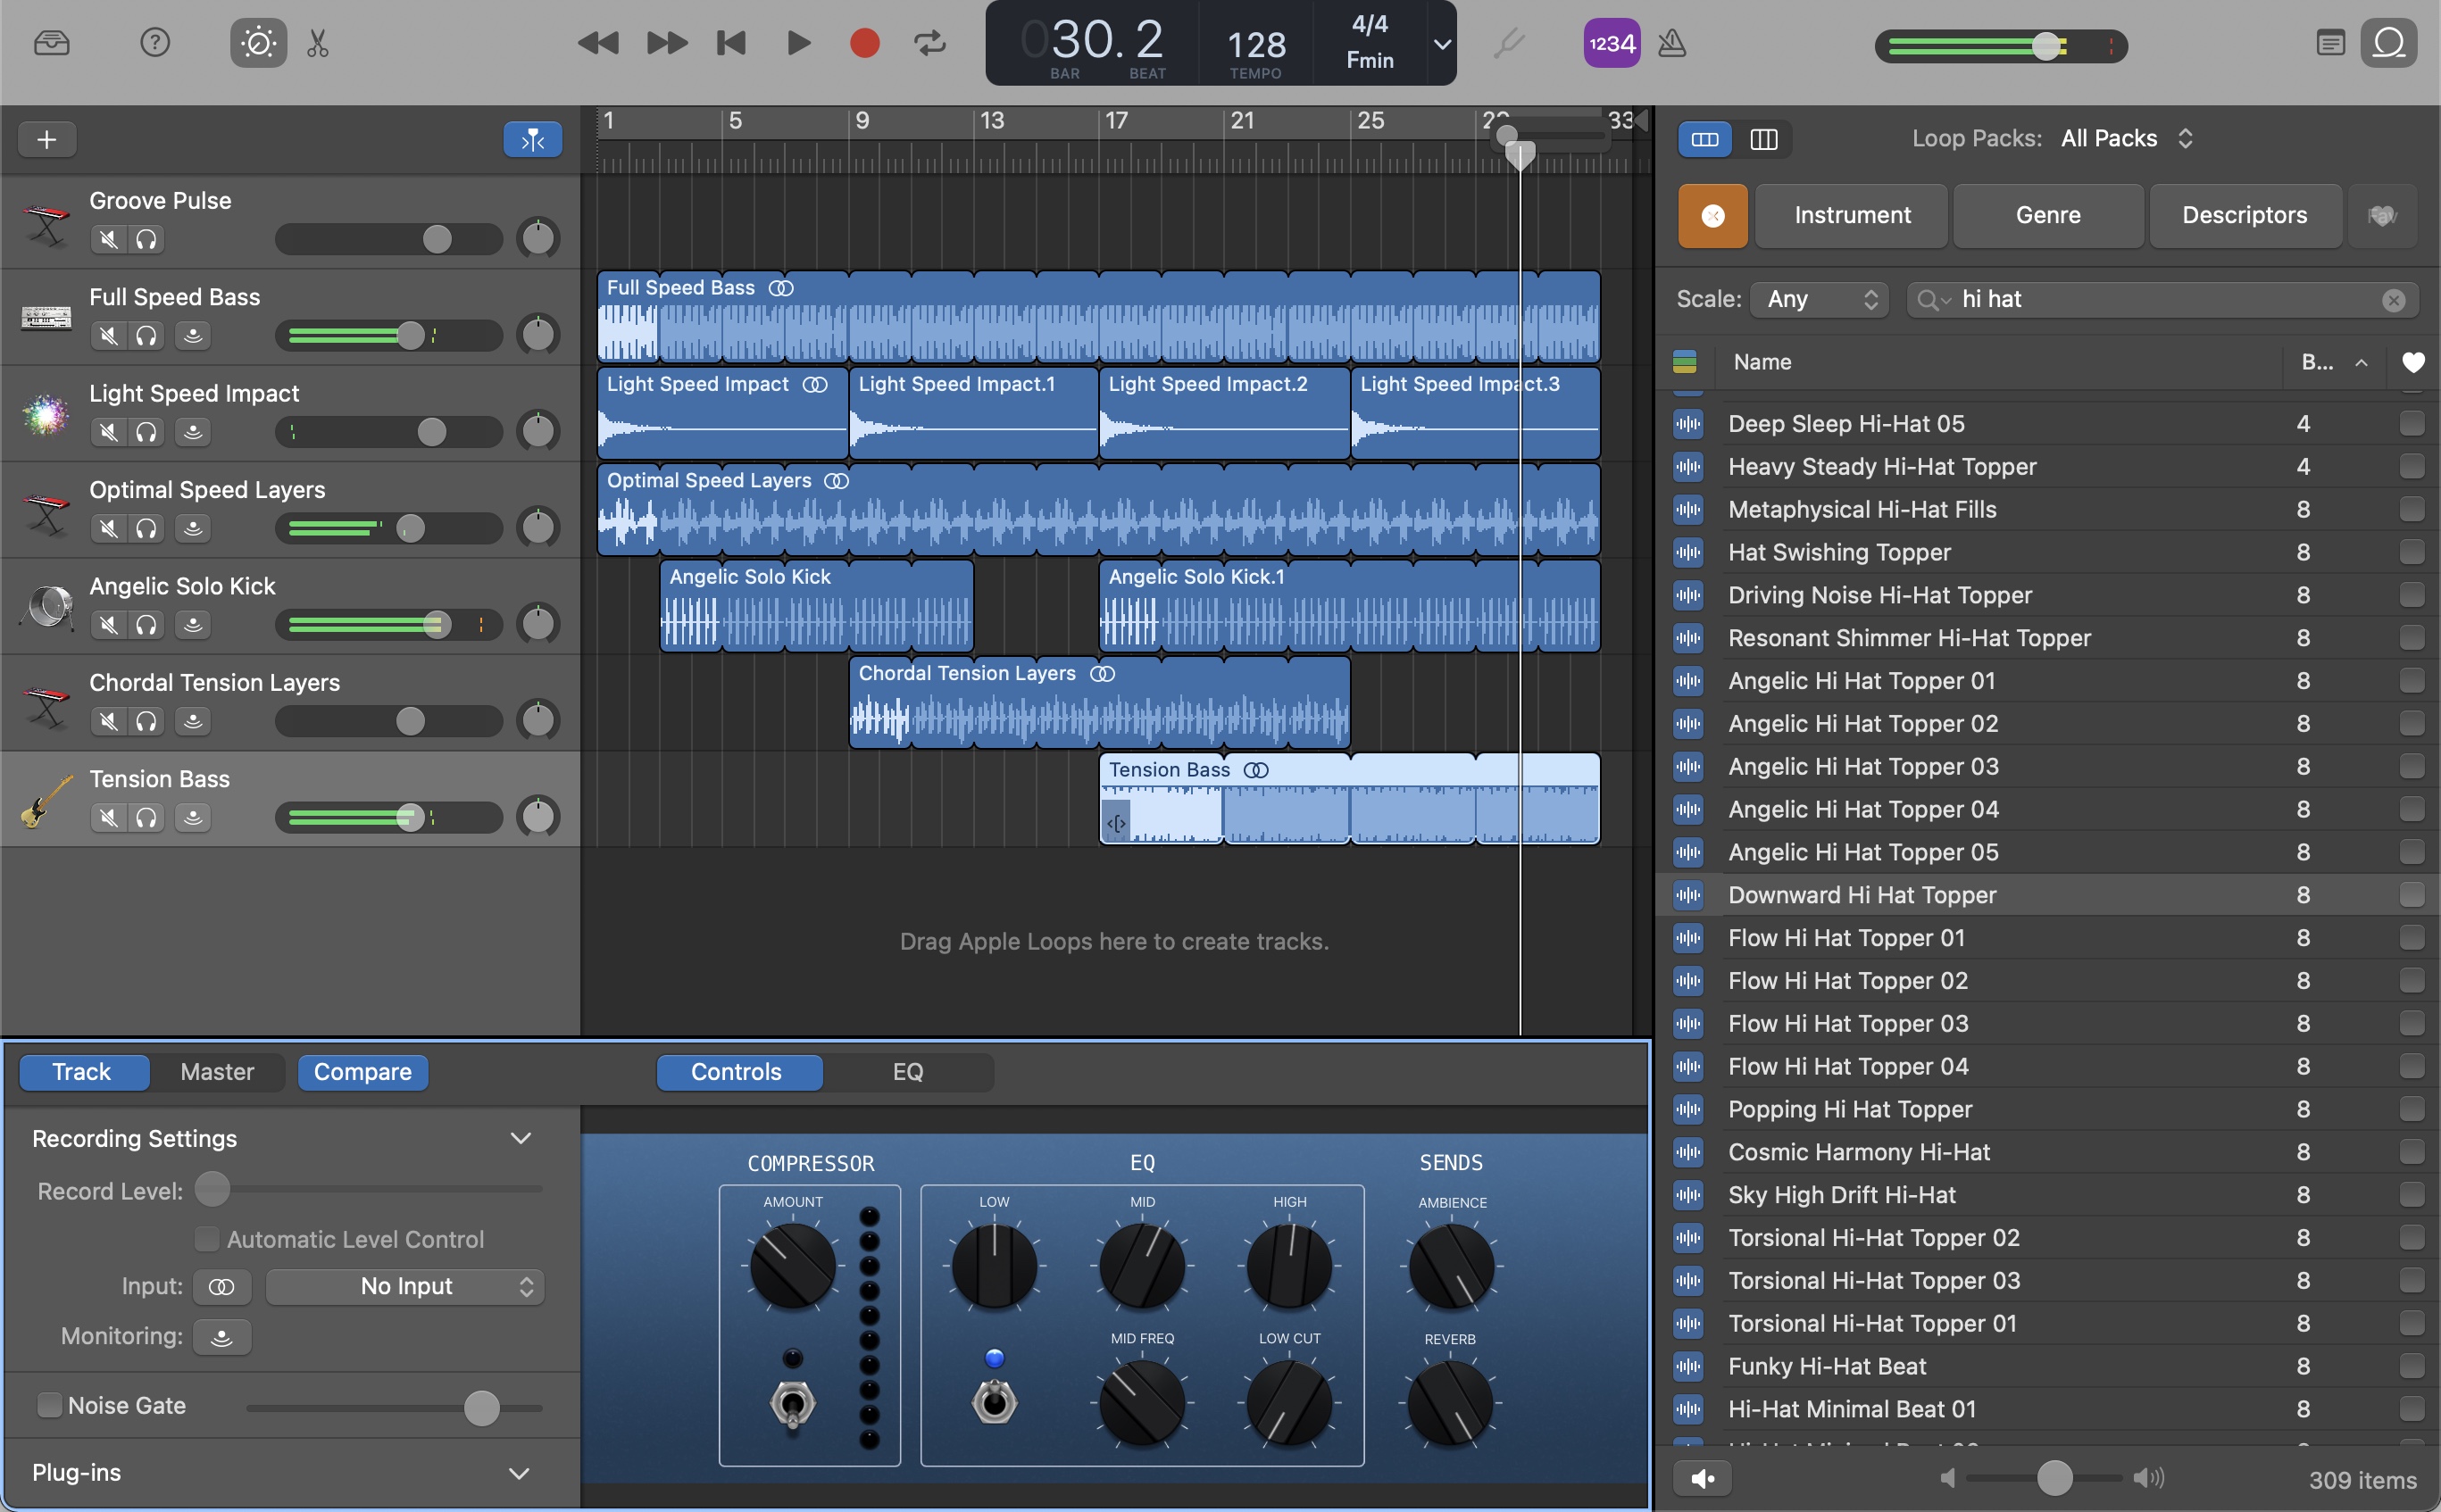 030.2
BAR
BEAT
128
TEMPO
4/4
Fmin
1234
1
5
9
13
17
21
25
33
Loop Packs: All Packs
Instrument
Genre
Descriptors
Fav
Scale: Any
hi hat
Name
B...
Groove Pulse
Full Speed Bass
Light Speed Impact
Optimal Speed Layers
Angelic Solo Kick
Chordal Tension Layers
Tension Bass
Full Speed Bass
Light Speed Impact
Light Speed Impact.1
Light Speed Impact.2
Light Speed Impact.3
Optimal Speed Layers
Angelic Solo Kick
Angelic Solo Kick.1
Chordal Tension Layers
Tension Bass
Drag Apple Loops here to create tracks.
Deep Sleep Hi-Hat 05 4
Heavy Steady Hi-Hat Topper 4
Metaphysical Hi-Hat Fills 8
Hat Swishing Topper 8
Driving Noise Hi-Hat Topper 8
Resonant Shimmer Hi-Hat Topper 8
Angelic Hi Hat Topper 01 8
Angelic Hi Hat Topper 02 8
Angelic Hi Hat Topper 03 8
Angelic Hi Hat Topper 04 8
Angelic Hi Hat Topper 05 8
Downward Hi Hat Topper 8
Flow Hi Hat Topper 01 8
Flow Hi Hat Topper 02 8
Flow Hi Hat Topper 03 8
Flow Hi Hat Topper 04 8
Popping Hi Hat Topper 8
Cosmic Harmony Hi-Hat 8
Sky High Drift Hi-Hat 8
Torsional Hi-Hat Topper 02 8
Torsional Hi-Hat Topper 03 8
Torsional Hi-Hat Topper 01 8
Funky Hi-Hat Beat 8
Hi-Hat Minimal Beat 01 8
309 items
Track
Master
Compare
Controls
EQ
Recording Settings
Record Level:
Automatic Level Control
Input: No Input
Monitoring:
Noise Gate
Plug-ins
COMPRESSOR
EQ
SENDS
AMOUNT
LOW
MID
HIGH
AMBIENCE
MID FREQ
LOW CUT
REVERB